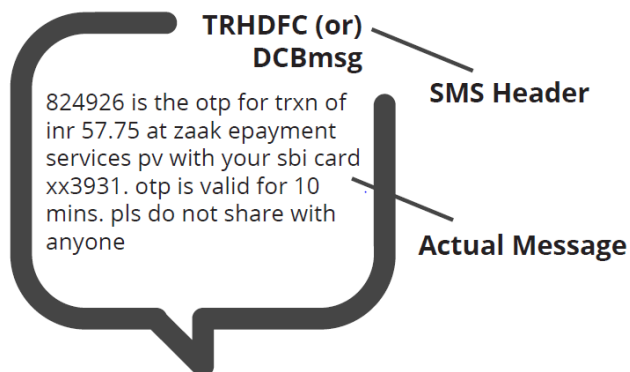 TRHDFC (or)
DCBmsg
SMS Header
824926 is the otp for trxn of
inr 57.75 at zaak epayment
services pv with your sbi card
xx3931. otp is valid for 10
mins. pls do not share with
anyone
Actual Message